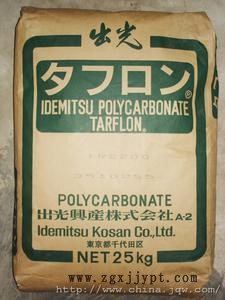 出光
タフロン®
IDEMITSU POLYCARBONATE
TARFLON®
IR2200
POLYCARBONATE
出光興産株式会社 A-2
Idemitsu Kosan Co.,Ltd.
東京都千代田区
NET 25kg
http://china.jqw.com
www.zgxjjypt.com